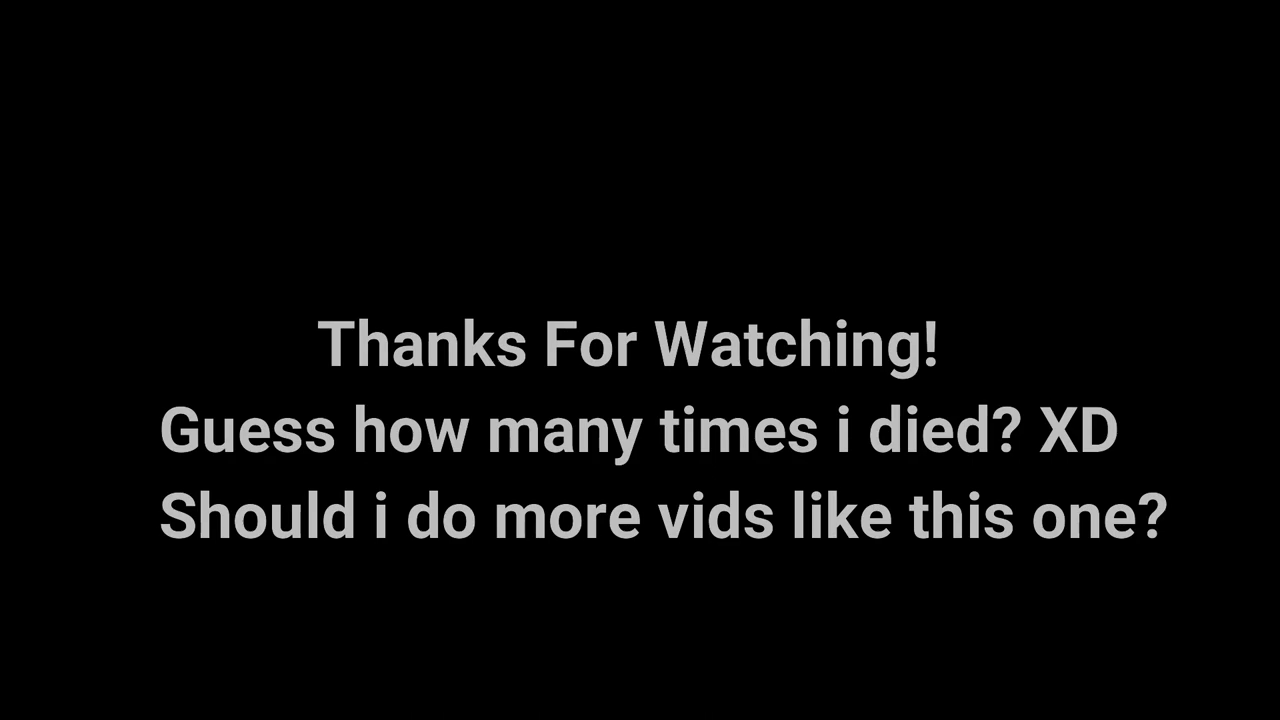 Thanks For Watching!
Guess how many times i died? XD
Should i do more vids like this one?